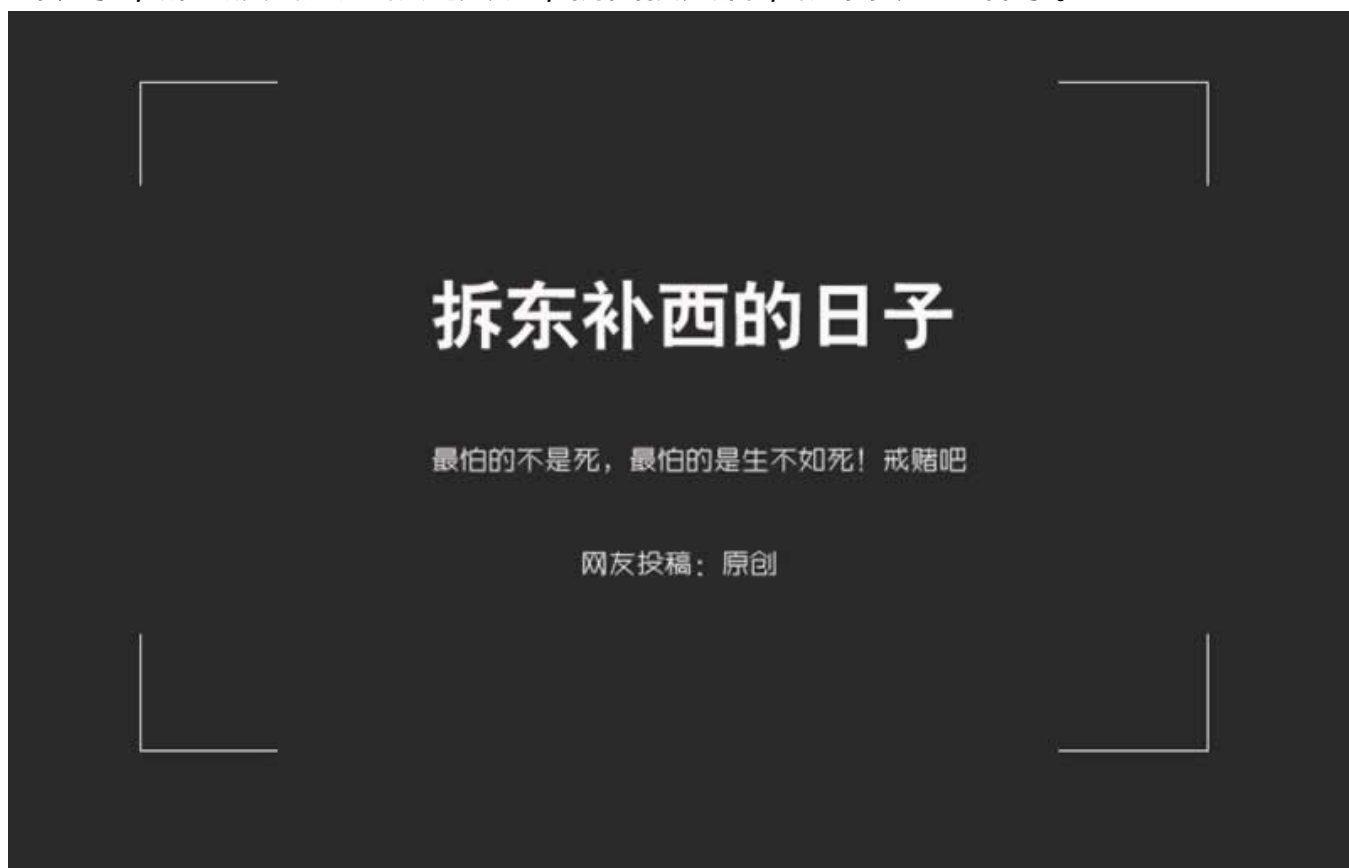 拆东补西的日子
最怕的不是死，最怕的是生不如死！戒赌吧
网友投稿：原创